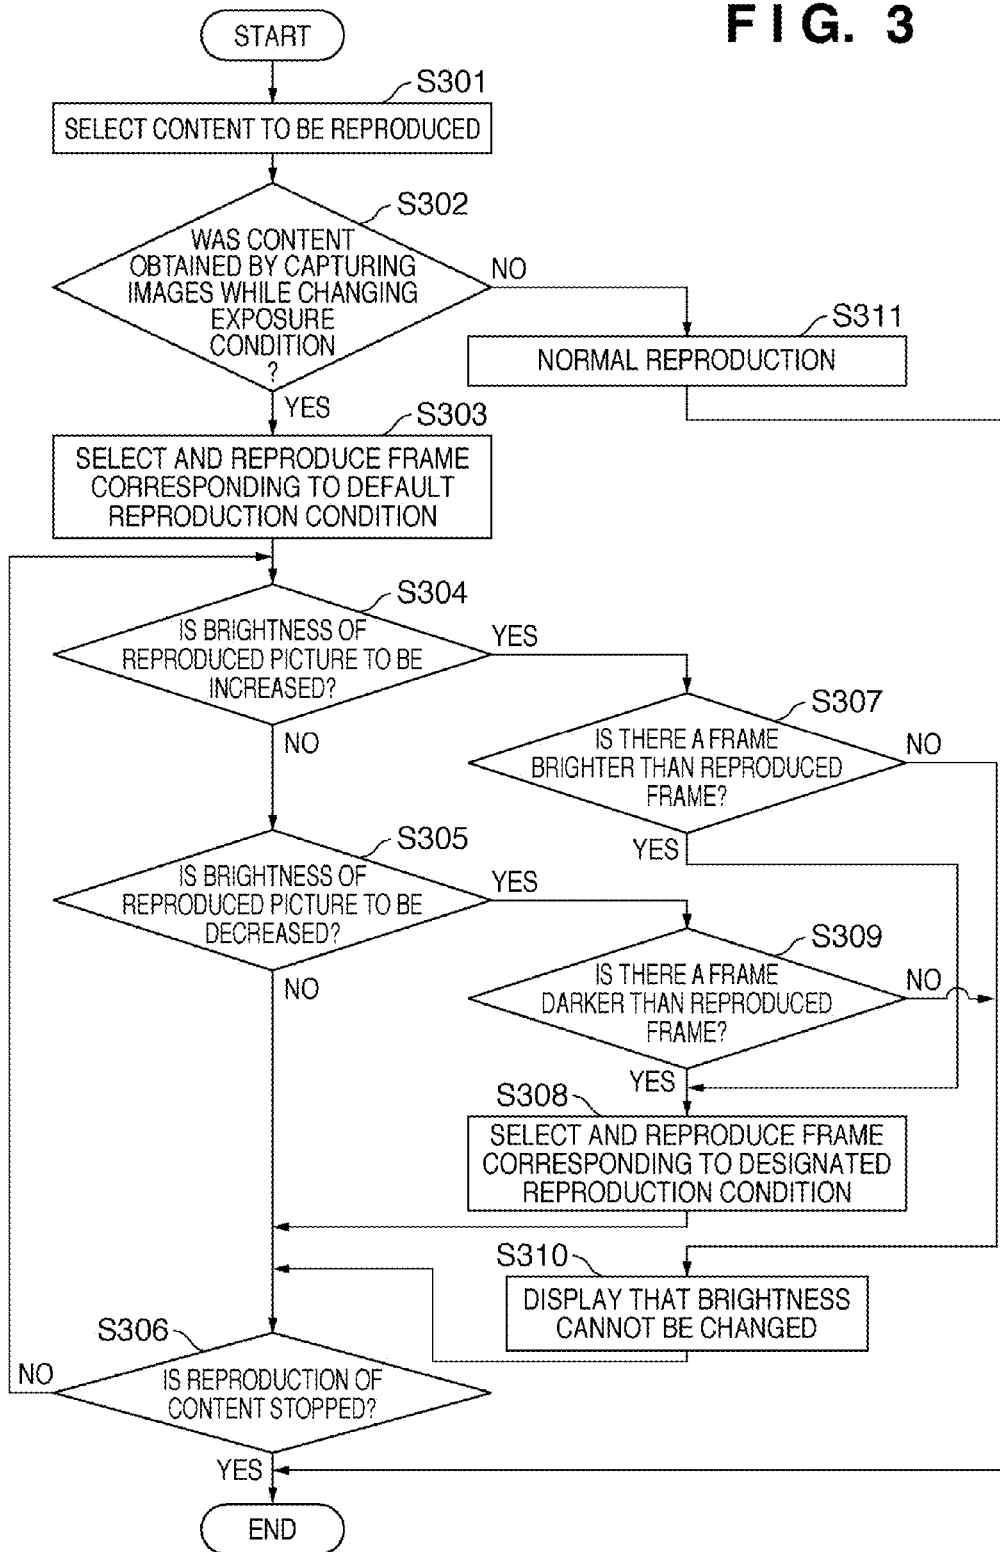 FIG. 3
START
S301
SELECT CONTENT TO BE REPRODUCED
S302
WAS CONTENT
OBTAINED BY CAPTURING
IMAGES WHILE CHANGING
EXPOSURE
CONDITION
?
NO
YES
S311
NORMAL REPRODUCTION
S303
SELECT AND REPRODUCE FRAME
CORRESPONDING TO DEFAULT
REPRODUCTION CONDITION
S304
IS BRIGHTNESS OF
REPRODUCED PICTURE TO BE
INCREASED?
YES
NO
S307
IS THERE A FRAME
BRIGHTER THAN REPRODUCED
FRAME?
NO
YES
S305
IS BRIGHTNESS OF
REPRODUCED PICTURE TO BE
DECREASED?
YES
NO
S309
IS THERE A FRAME
DARKER THAN REPRODUCED
FRAME?
NO
YES
S308
SELECT AND REPRODUCE FRAME
CORRESPONDING TO DESIGNATED
REPRODUCTION CONDITION
S310
DISPLAY THAT BRIGHTNESS
CANNOT BE CHANGED
S306
IS REPRODUCTION OF
CONTENT STOPPED?
NO
YES
END